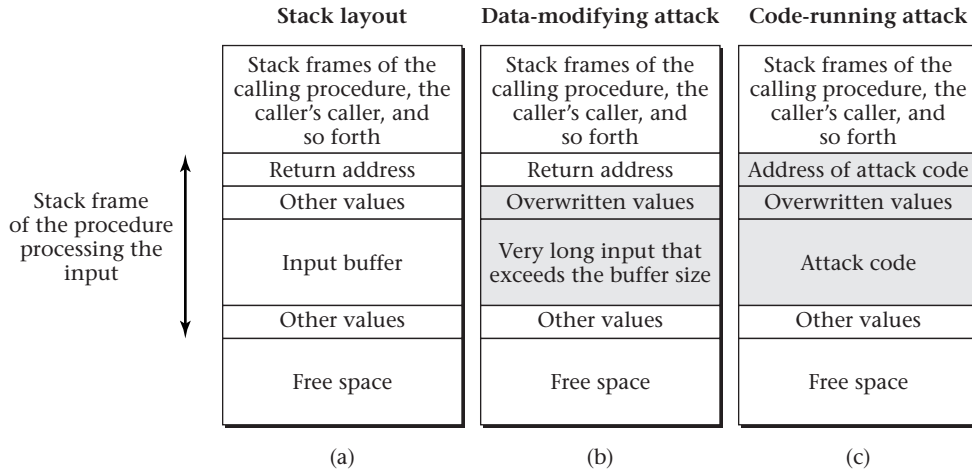 Stack layout
Data-modifying attack
Code-running attack
Stack frame
of the procedure
processing the
input
Stack frames of the
calling procedure, the
caller's caller, and
so forth
Return address
Other values
Input buffer
Other values
Free space
(a)
Stack frames of the
calling procedure, the
caller's caller, and
so forth
Return address
Overwritten values
Very long input that
exceeds the buffer size
Other values
Free space
(b)
Stack frames of the
calling procedure, the
caller's caller, and
so forth
Address of attack code
Overwritten values
Attack code
Other values
Free space
(c)